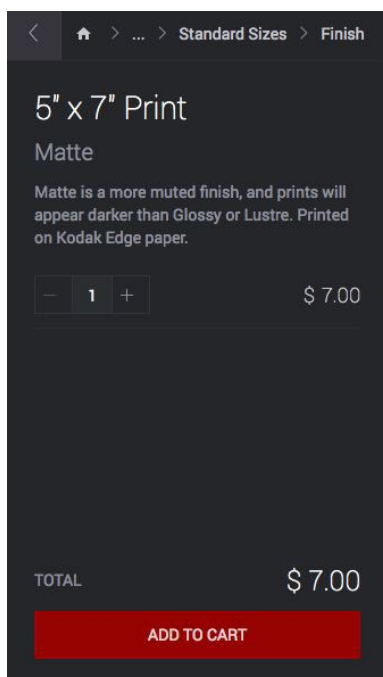 ... Standard Sizes Finish
5" x 7" Print
Matte
Matte is a more muted finish, and prints will
appear darker than Glossy or Lustre. Printed
on Kodak Edge paper.
− 1 + $ 7.00
TOTAL $ 7.00
ADD TO CART